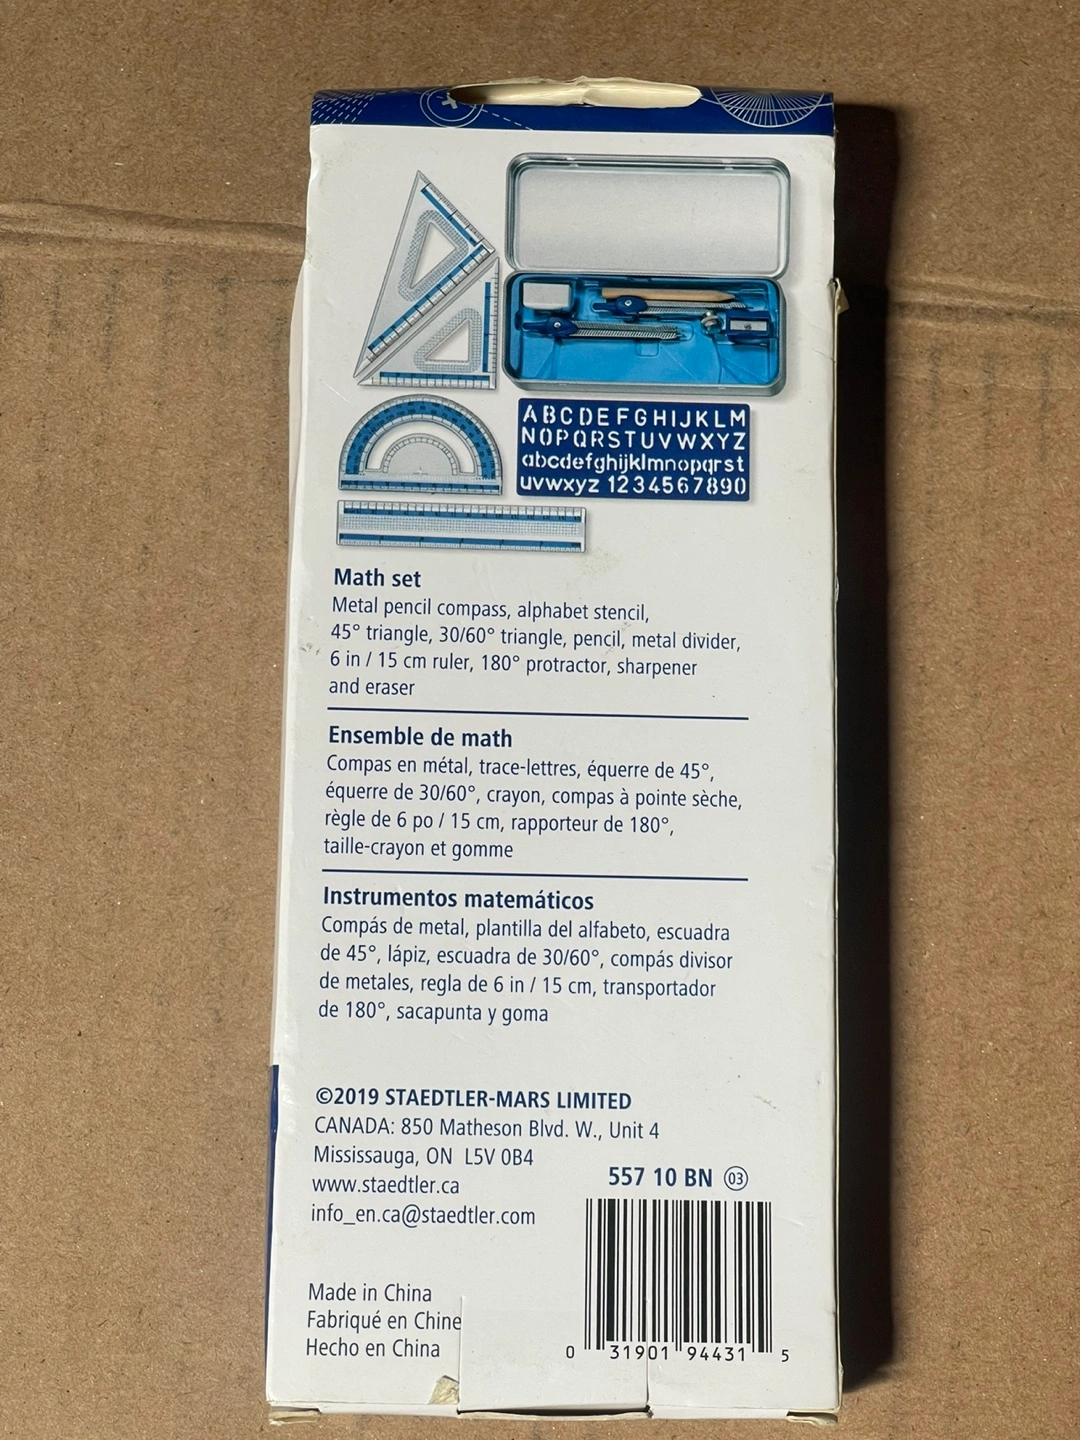 ABCDEFGHIJKLM
NOPQRSTUVWXYZ
abcdefghijklmnopqrst
uvwxyz 1234567890
Math set
Metal pencil compass, alphabet stencil,
45° triangle, 30/60° triangle, pencil, metal divider,
6 in / 15 cm ruler, 180° protractor, sharpener
and eraser
Ensemble de math
Compas en métal, trace-lettres, équerre de 45°,
équerre de 30/60°, crayon, compas à pointe sèche,
règle de 6 po / 15 cm, rapporteur de 180°,
taille-crayon et gomme
Instrumentos matemáticos
Compás de metal, plantilla del alfabeto, escuadra
de 45°, lápiz, escuadra de 30/60°, compás divisor
de metales, regla de 6 in / 15 cm, transportador
de 180°, sacapunta y goma
©2019 STAEDTLER-MARS LIMITED
CANADA: 850 Matheson Blvd. W., Unit 4
Mississauga, ON L5V 0B4
www.staedtler.ca
info_en.ca@staedtler.com
557 10 BN 03
Made in China
Fabriqué en Chine
Hecho en China
0 31901 94431 5